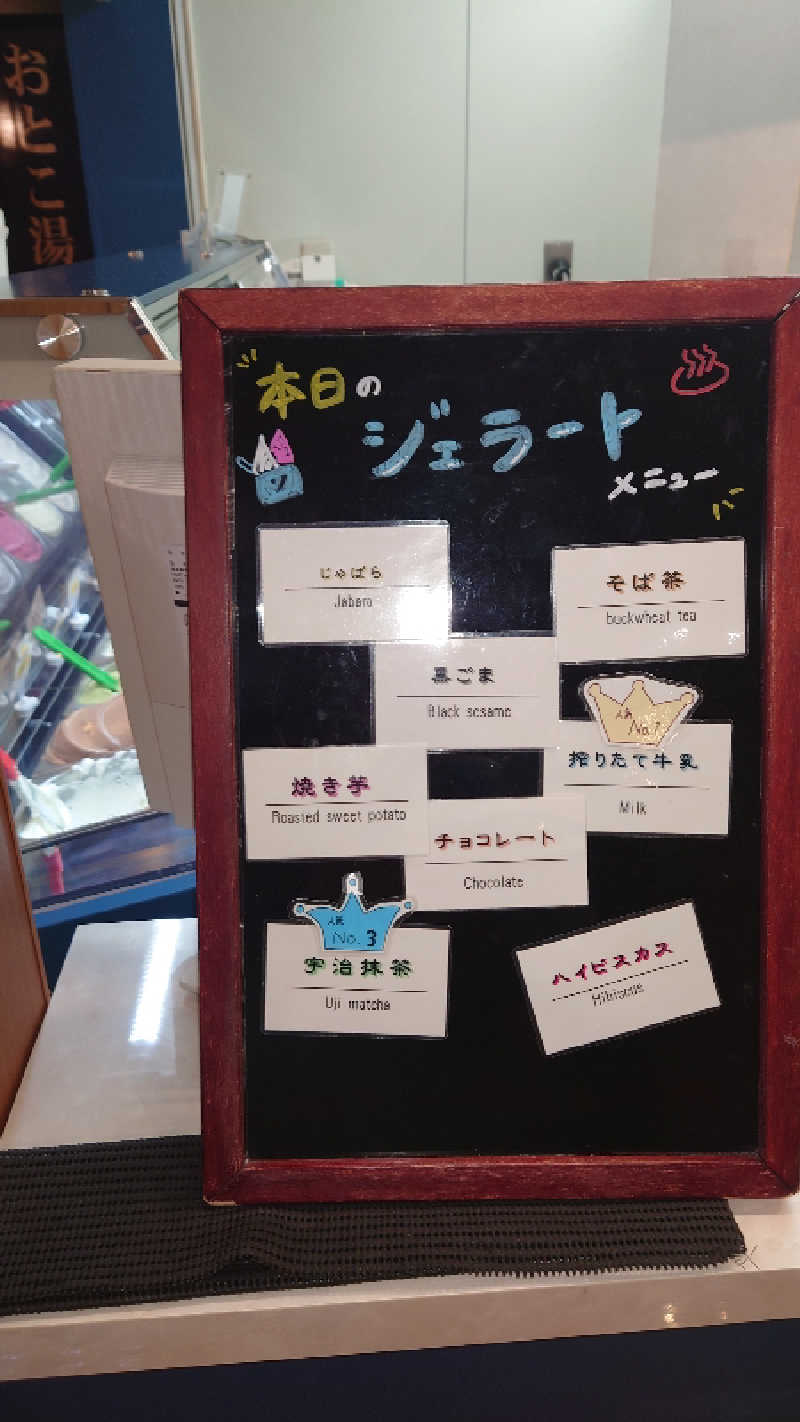 おとこ湯
本日の
ジェラート
メニュー
じゃばら
Jabara
そば茶
buckwheat tea
黒ごま
Black sesame
人気
No.1
搾りたて牛乳
Milk
焼き芋
Roasted sweet potato
チョコレート
Chocolate
人気
No.3
宇治抹茶
Uji matcha
ハイビスカス
Hibiscus